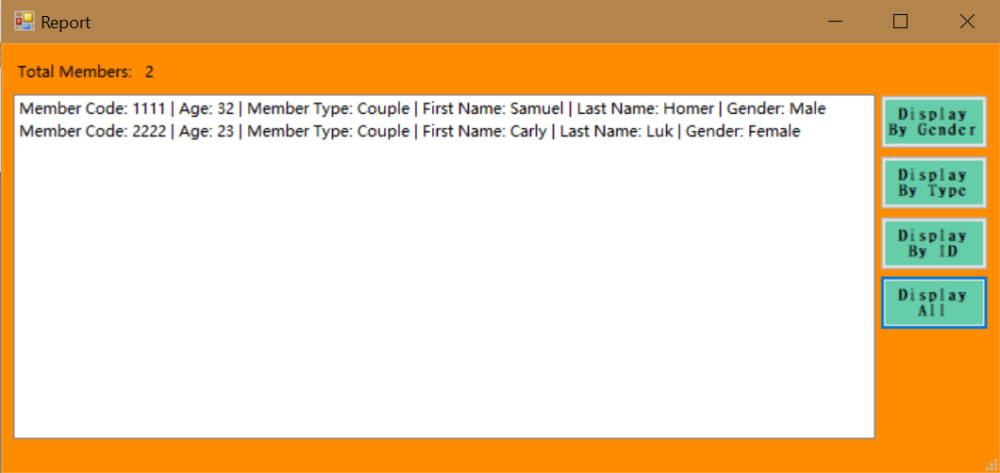 Report
Total Members: 2
Member Code: 1111 | Age: 32 | Member Type: Couple | First Name: Samuel | Last Name: Homer | Gender: Male
Member Code: 2222 | Age: 23 | Member Type: Couple | First Name: Carly | Last Name: Luk | Gender: Female
Display
By Gender
Display
By Type
Display
By ID
Display
All